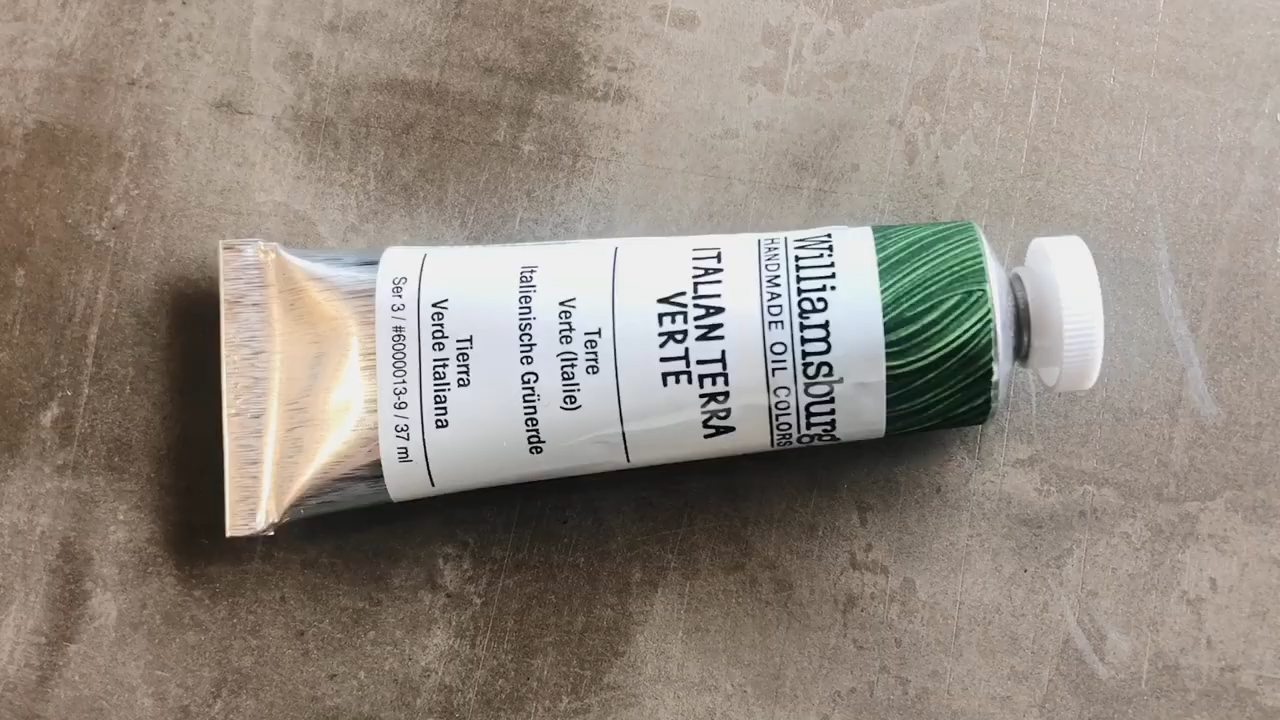 Williamsburg
HANDMADE OIL COLORS
ITALIAN TERRA
VERTE
Terre
Verte (Italie)
Italienische Grünerde
Tierra
Verde Italiana
Ser 3 / #6000013-9 / 37 ml